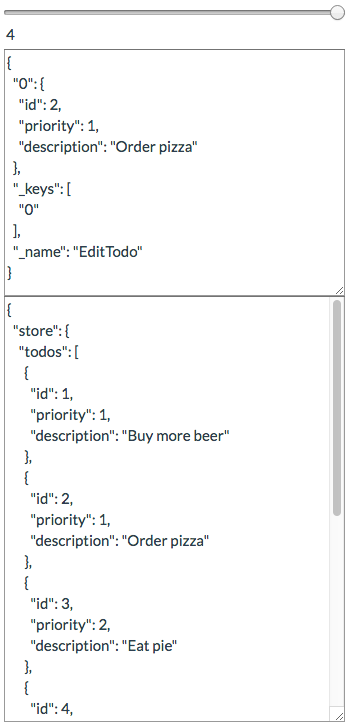 4
{
  "0": {
    "id": 2,
    "priority": 1,
    "description": "Order pizza"
  },
  "_keys": [
    "0"
  ],
  "_name": "EditTodo"
}
{
  "store": {
    "todos": [
      {
        "id": 1,
        "priority": 1,
        "description": "Buy more beer"
      },
      {
        "id": 2,
        "priority": 1,
        "description": "Order pizza"
      },
      {
        "id": 3,
        "priority": 2,
        "description": "Eat pie"
      },
      {
        "id": 4,